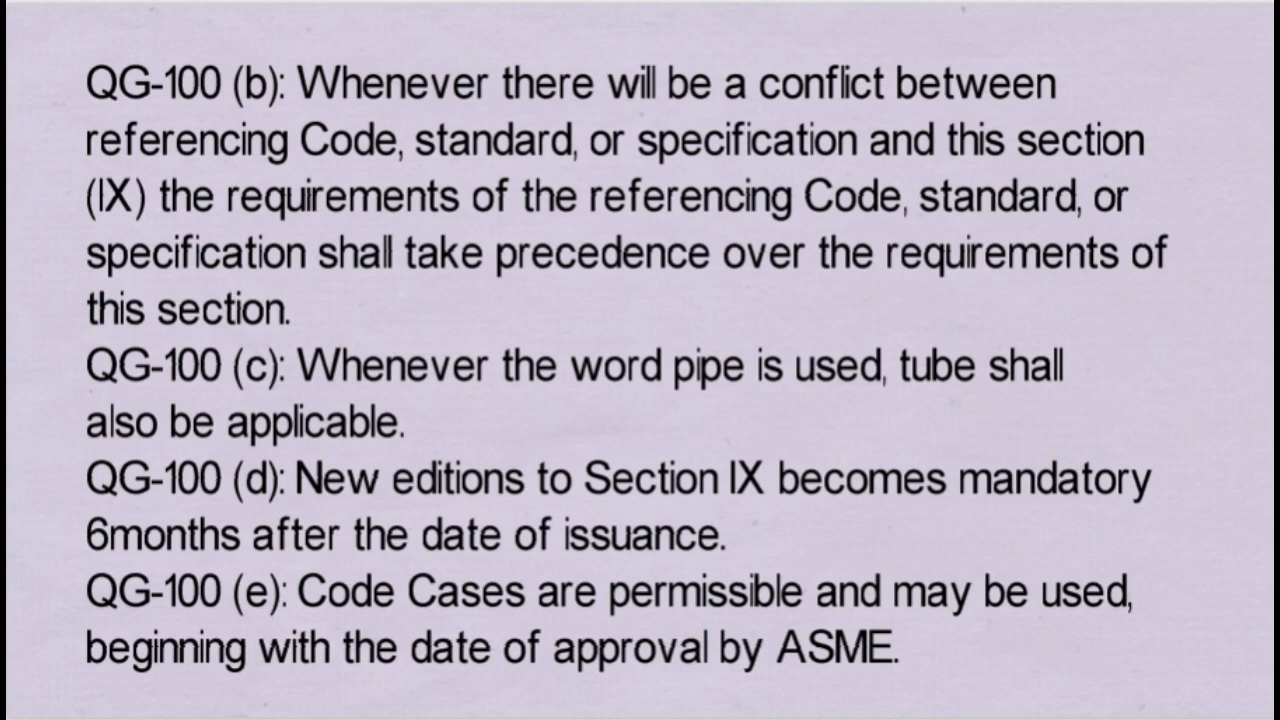 QG-100 (b): Whenever there will be a conflict between
referencing Code, standard, or specification and this section
(IX) the requirements of the referencing Code, standard, or
specification shall take precedence over the requirements of
this section.
QG-100 (c): Whenever the word pipe is used, tube shall
also be applicable.
QG-100 (d): New editions to Section IX becomes mandatory
6months after the date of issuance.
QG-100 (e): Code Cases are permissible and may be used,
beginning with the date of approval by ASME.